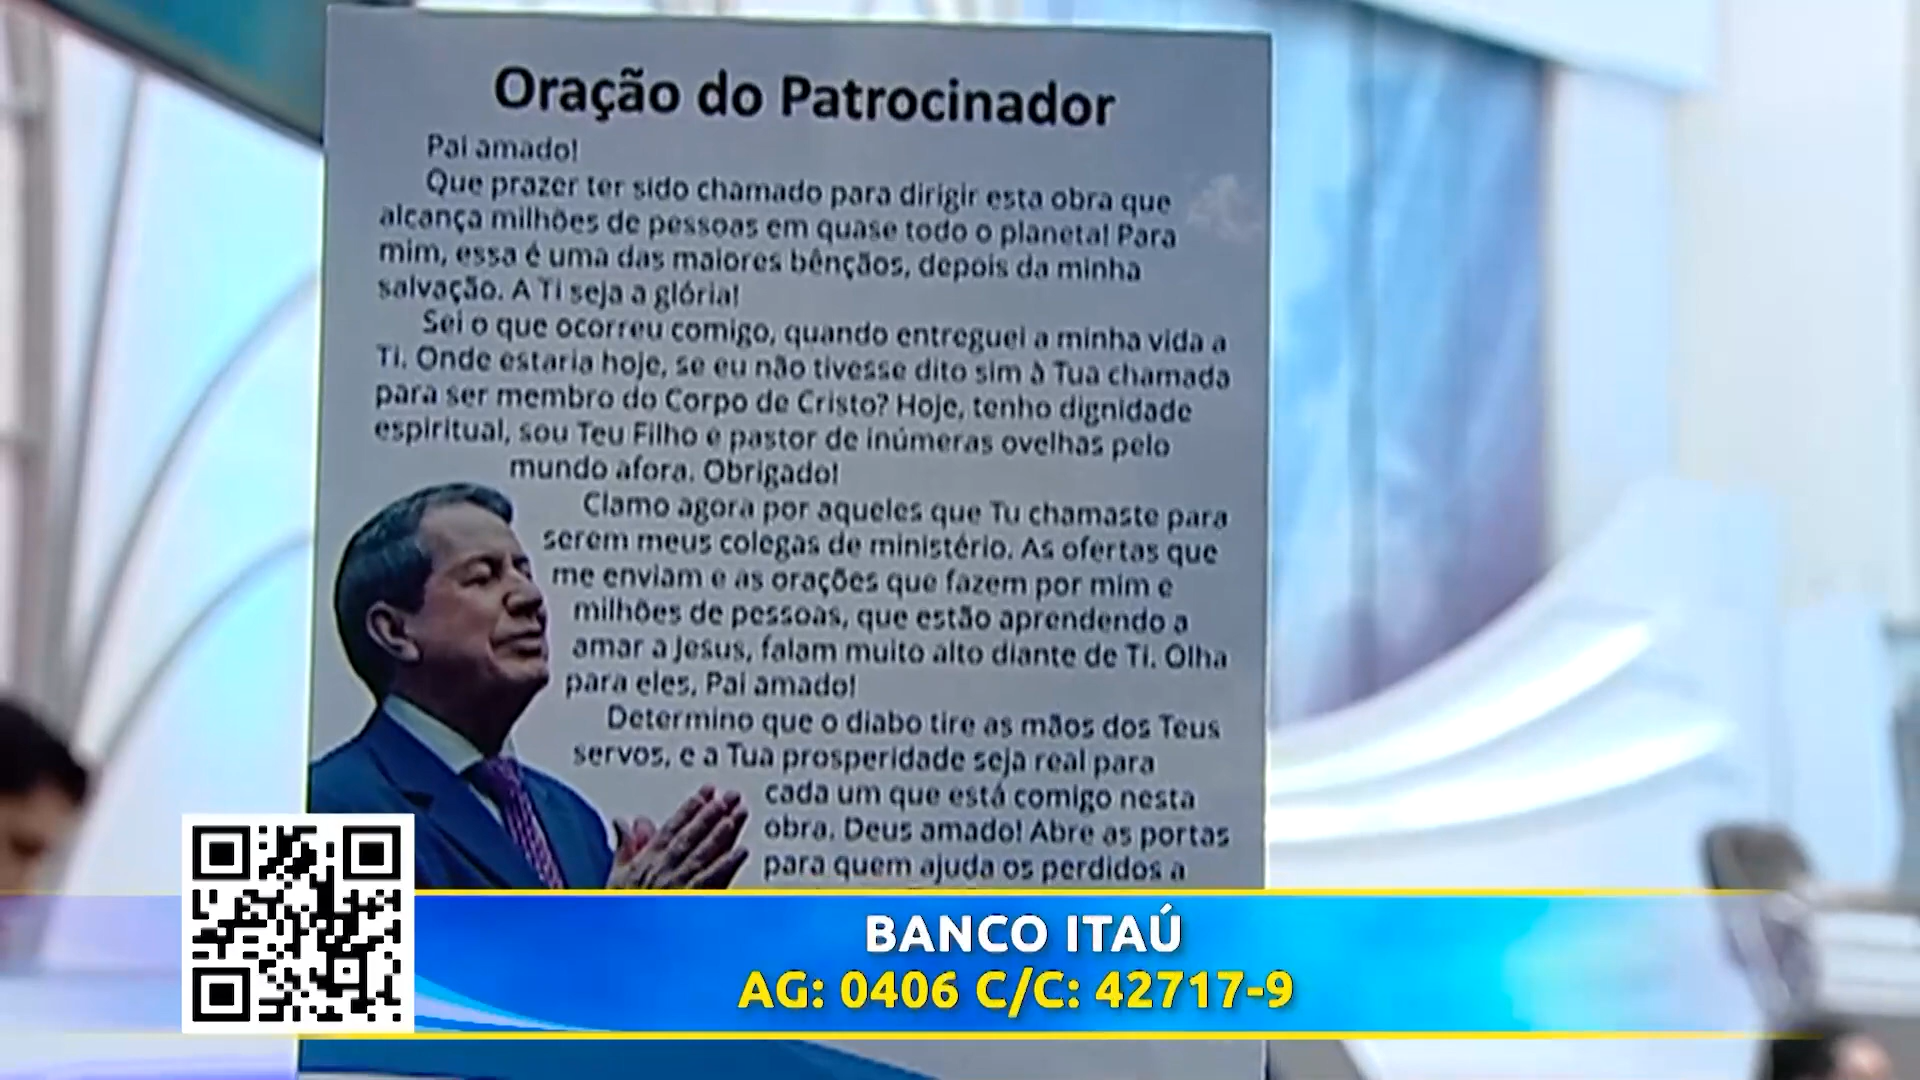 Oração do Patrocinador
Pai amado!
Que prazer ter sido chamado para dirigir esta obra que
alcança milhões de pessoas em quase todo o planeta! Para
mim, essa é uma das maiores bênçãos, depois da minha
salvação. A Ti seja a glória!
Sei o que ocorreu comigo, quando entreguei a minha vida a
Ti. Onde estaria hoje, se eu não tivesse dito sim à Tua chamada
para ser membro do Corpo de Cristo? Hoje, tenho dignidade
espiritual, sou Teu Filho e pastor de inúmeras ovelhas pelo
mundo afora. Obrigado!
Clamo agora por aqueles que Tu chamaste para
serem meus colegas de ministério. As ofertas que
me enviam e as orações que fazem por mim e
milhões de pessoas, que estão aprendendo a
amar a Jesus, falam muito alto diante de Ti. Olha
para eles, Pai amado!
Determino que o diabo tire as mãos dos Teus
servos, e a Tua prosperidade seja real para
cada um que está comigo nesta
obra. Deus amado! Abre as portas
para quem ajuda os perdidos a
BANCO ITAÚ
AG: 0406 C/C: 42717-9